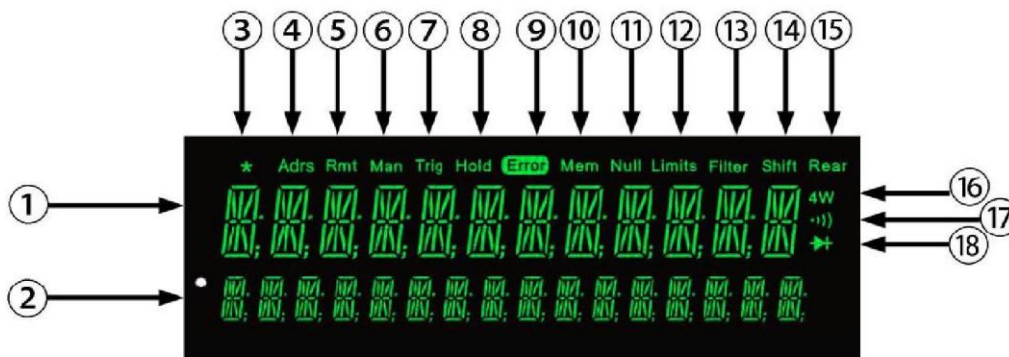 ③ ④ ⑤ ⑥ ⑦ ⑧ ⑨ ⑩ ⑪ ⑫ ⑬ ⑭ ⑮
* Adrs Rmt Man Trig Hold Error Mem Null Limits Filter Shift Rear
① 4W ⑯
⑰
⑱
②